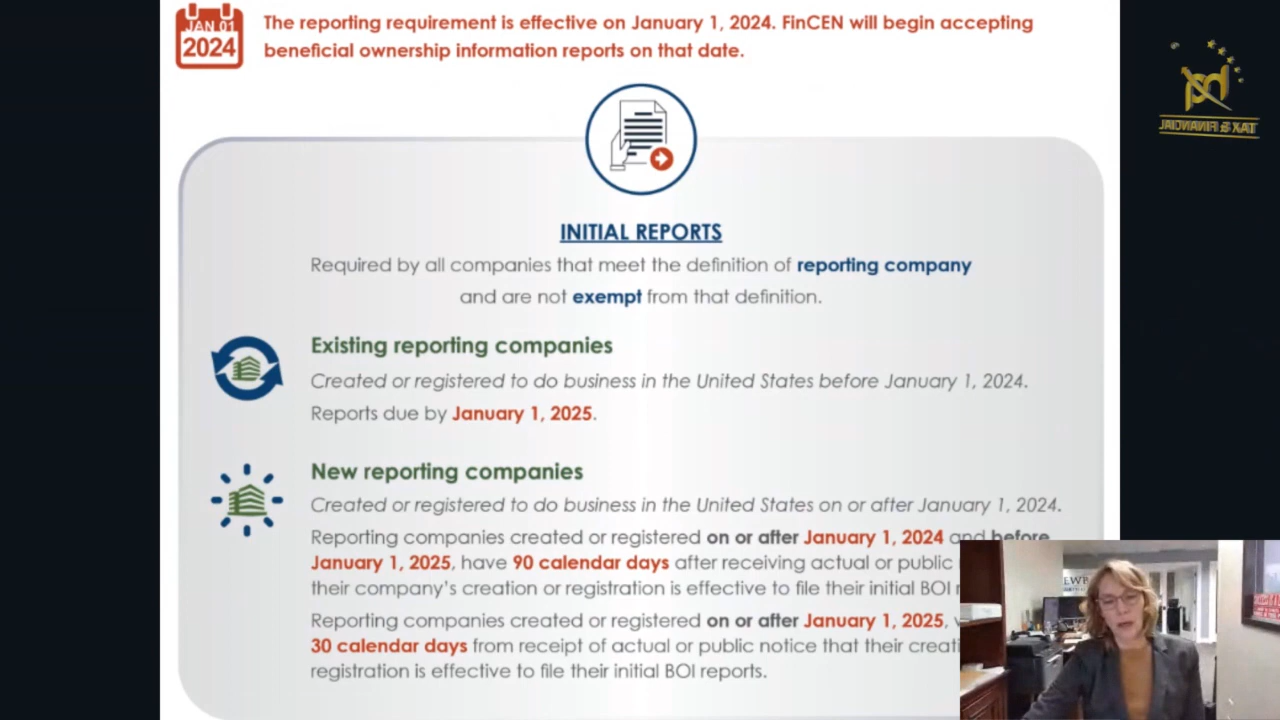 JAN 01
2024
The reporting requirement is effective on January 1, 2024. FinCEN will begin accepting
beneficial ownership information reports on that date.
TAX & FINANCIAL
INITIAL REPORTS
Required by all companies that meet the definition of reporting company
and are not exempt from that definition.
Existing reporting companies
Created or registered to do business in the United States before January 1, 2024.
Reports due by January 1, 2025.
New reporting companies
Created or registered to do business in the United States on or after January 1, 2024.
Reporting companies created or registered on or after January 1, 2024 and before
January 1, 2025, have 90 calendar days after receiving actual or public
their company's creation or registration is effective to file their initial BOI
Reporting companies created or registered on or after January 1, 2025,
30 calendar days from receipt of actual or public notice that their
registration is effective to file their initial BOI reports.